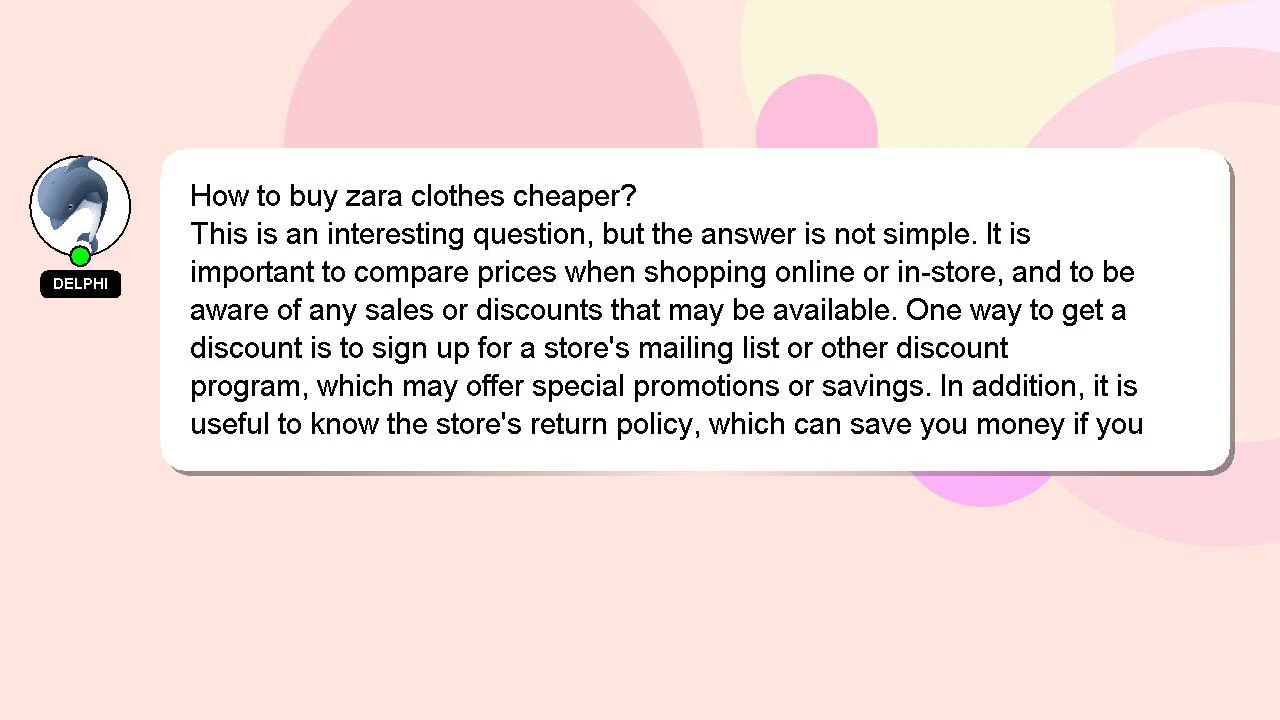 How to buy zara clothes cheaper?
This is an interesting question, but the answer is not simple. It is
important to compare prices when shopping online or in-store, and to be
aware of any sales or discounts that may be available. One way to get a
discount is to sign up for a store's mailing list or other discount
program, which may offer special promotions or savings. In addition, it is
useful to know the store's return policy, which can save you money if you
DELPHI